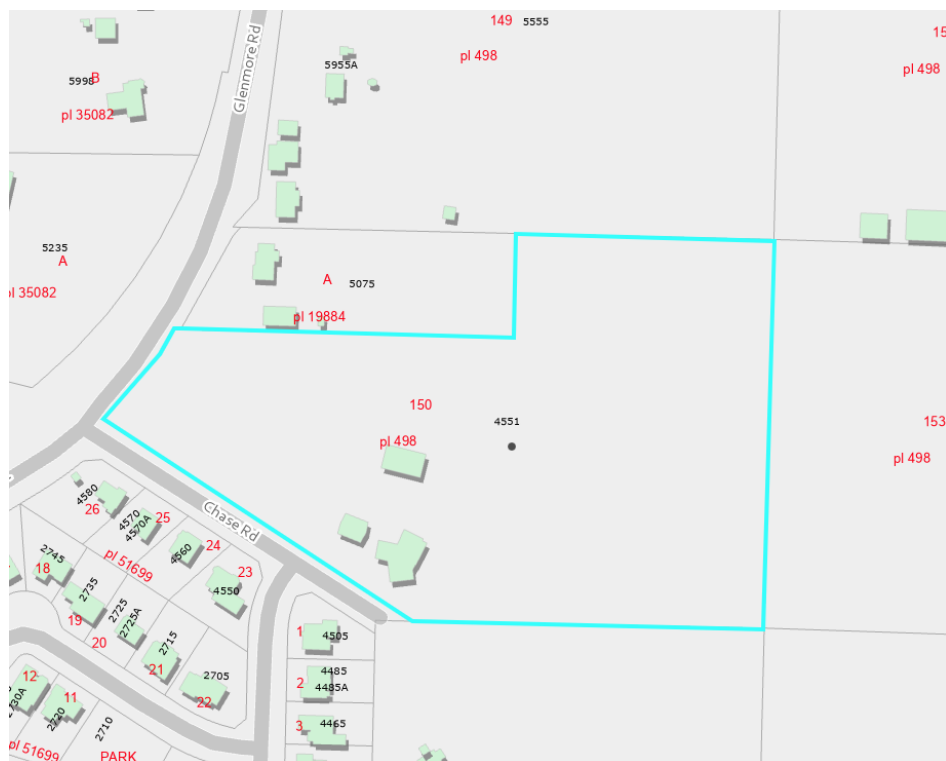 149 5555
pl 498
15
pl 498
Glenmore Rd
5955A
5998 B
pl 35082
5235
A
pl 35082
A
5075
pl 19884
150
4551
pl 498
153
pl 498
Chase Rd
4580
26
4570
4570A
25
24
4560
23
4550
pl 51699
2745
18
2735
19
2725
2725A
20
2715
21
2705
22
1
4505
2
4485
4485A
3
4465
12
2730A
11
2720
2710
pl 51699
PARK